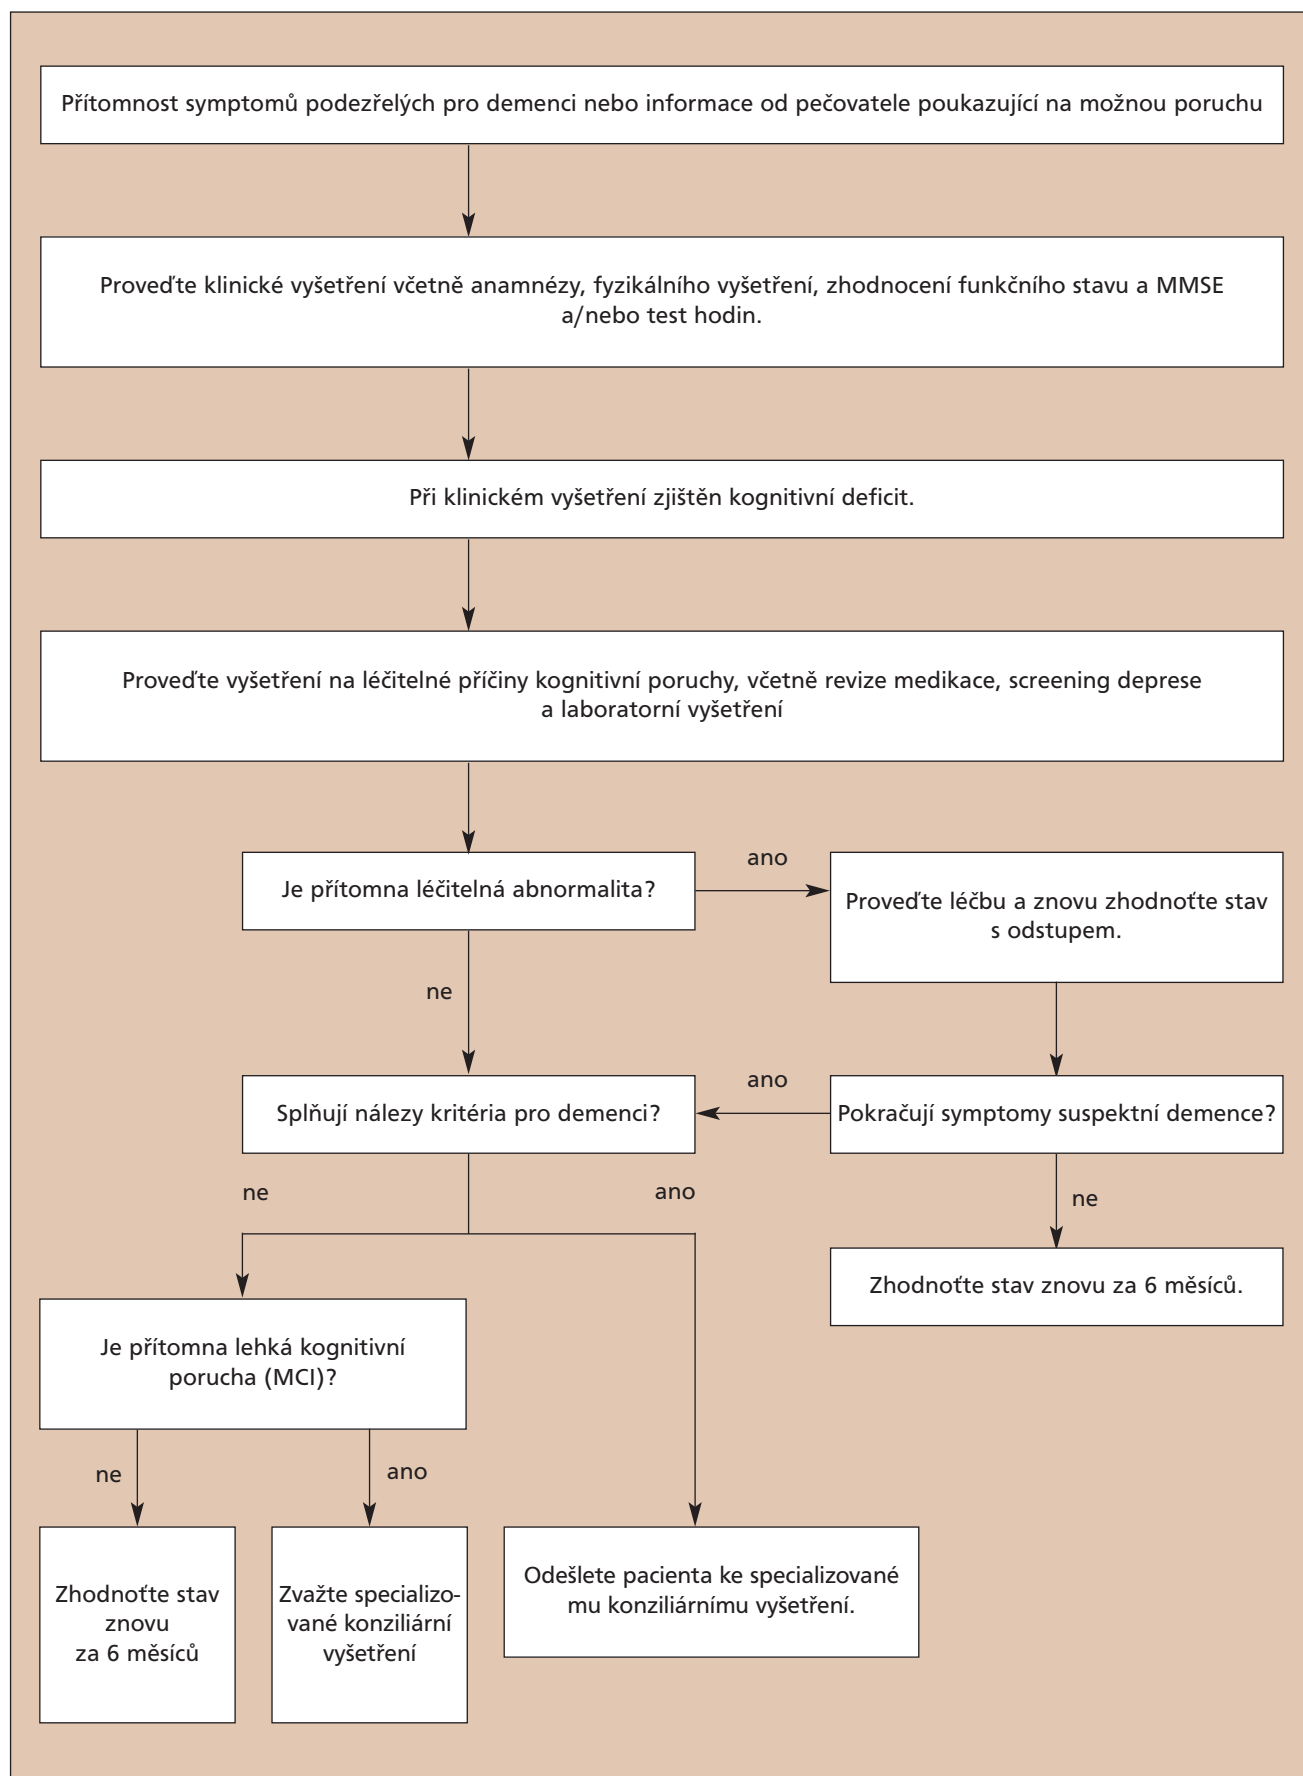 Přítomnost symptomů podezřelých pro demenci nebo informace od pečovatele poukazující na možnou poruchu
Proveďte klinické vyšetření včetně anamnézy, fyzikálního vyšetření, zhodnocení funkčního stavu a MMSE
a/nebo test hodin.
Při klinickém vyšetření zjištěn kognitivní deficit.
Proveďte vyšetření na léčitelné příčiny kognitivní poruchy, včetně revize medikace, screening deprese
a laboratorní vyšetření
Je přítomna léčitelná abnormalita?
ano
Proveďte léčbu a znovu zhodnoťte stav
s odstupem.
ne
Splňují nálezy kritéria pro demenci?
ano
Pokračují symptomy suspektní demence?
ne
ano
ne
Zhodnoťte stav znovu za 6 měsíců.
Je přítomna lehká kognitivní
porucha (MCI)?
ne
ano
Zhodnoťte stav
znovu
za 6 měsíců
Zvažte specializo-
vané konziliární
vyšetření
Odešlete pacienta ke specializované
mu konziliárnímu vyšetření.